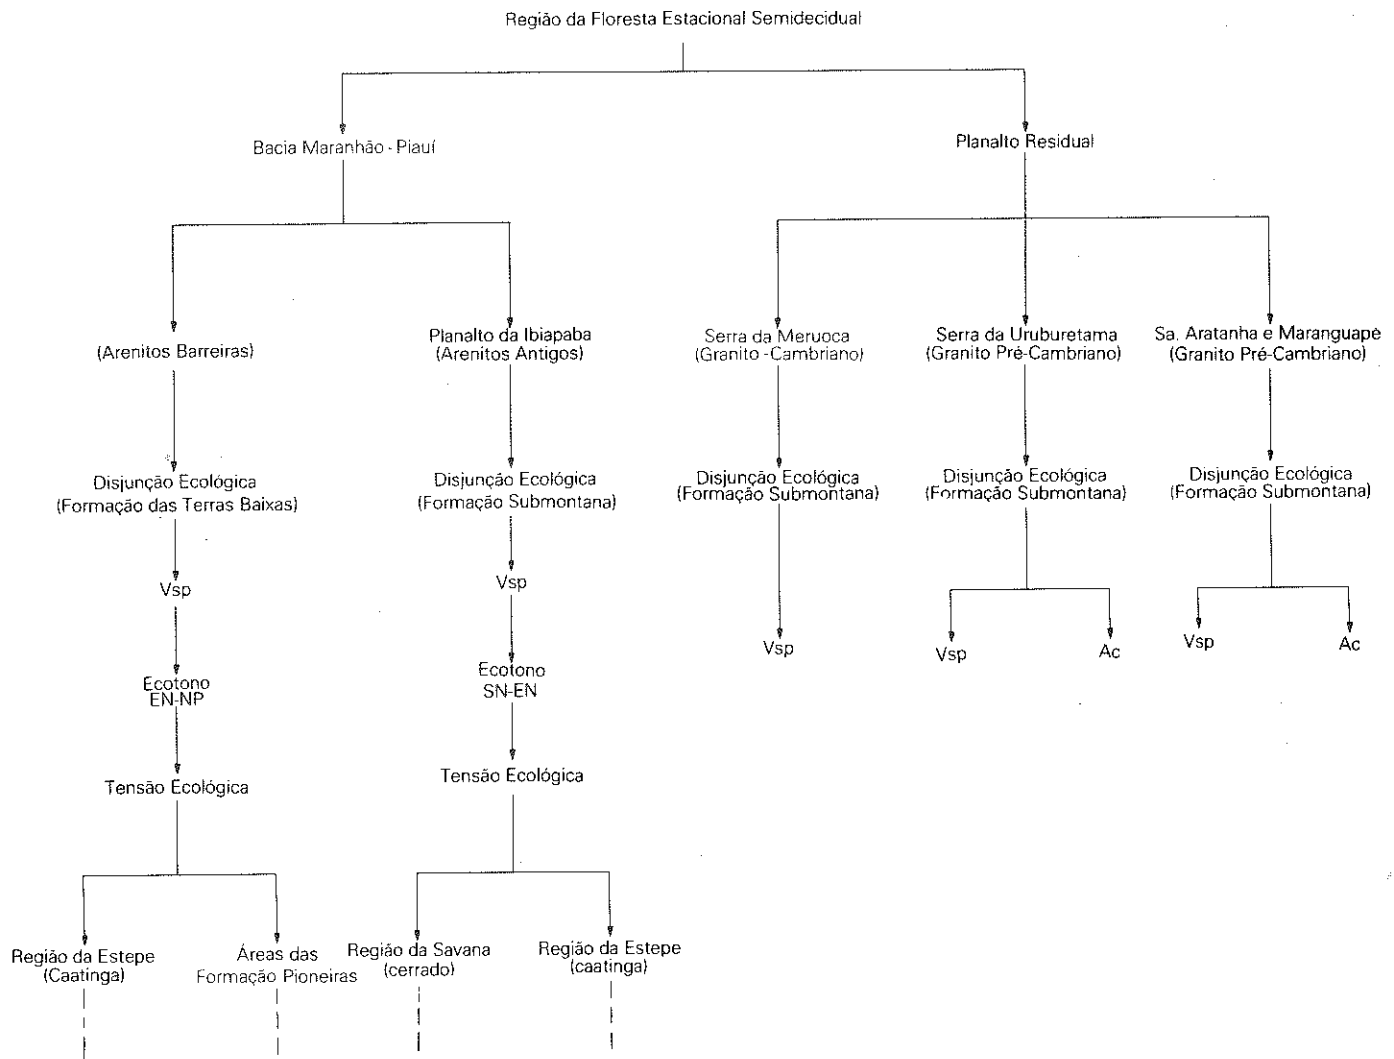 Região da Floresta Estacional Semidecidual
Bacia Maranhão - Piauí
Planalto Residual
(Arenitos Barreiras)
Planalto da Ibiapaba
(Arenitos Antigos)
Serra da Meruoca
(Granito - Cambriano)
Serra da Uruburetama
(Granito Pré-Cambriano)
Sa. Aratanha e Maranguape
(Granito Pré-Cambriano)
Disjunção Ecológica
(Formação das Terras Baixas)
Disjunção Ecológica
(Formação Submontana)
Disjunção Ecológica
(Formação Submontana)
Disjunção Ecológica
(Formação Submontana)
Disjunção Ecológica
(Formação Submontana)
Vsp
Vsp
Vsp
Vsp
Ac
Vsp
Ac
Ecotono
EN-NP
Ecotono
SN-EN
Tensão Ecológica
Tensão Ecológica
Região da Estepe
(Caatinga)
Áreas das
Formação Pioneiras
Região da Savana
(cerrado)
Região da Estepe
(caatinga)